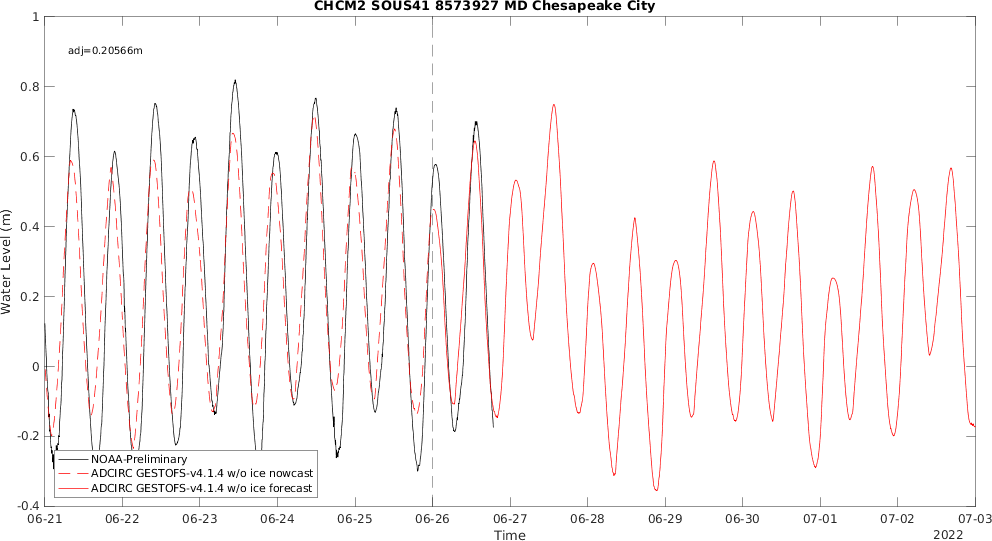 CHCM2 SOUS41 8573927 MD Chesapeake City
adj=0.20566m
1
0.8
0.6
0.4
0.2
0
-0.2
-0.4
Water Level (m)
NOAA-Preliminary
ADCIRC GESTOFS-v4.1.4 w/o ice nowcast
ADCIRC GESTOFS-v4.1.4 w/o ice forecast
06-21 06-22 06-23 06-24 06-25 06-26 06-27 06-28 06-29 06-30 07-01 07-02 07-03
Time
2022